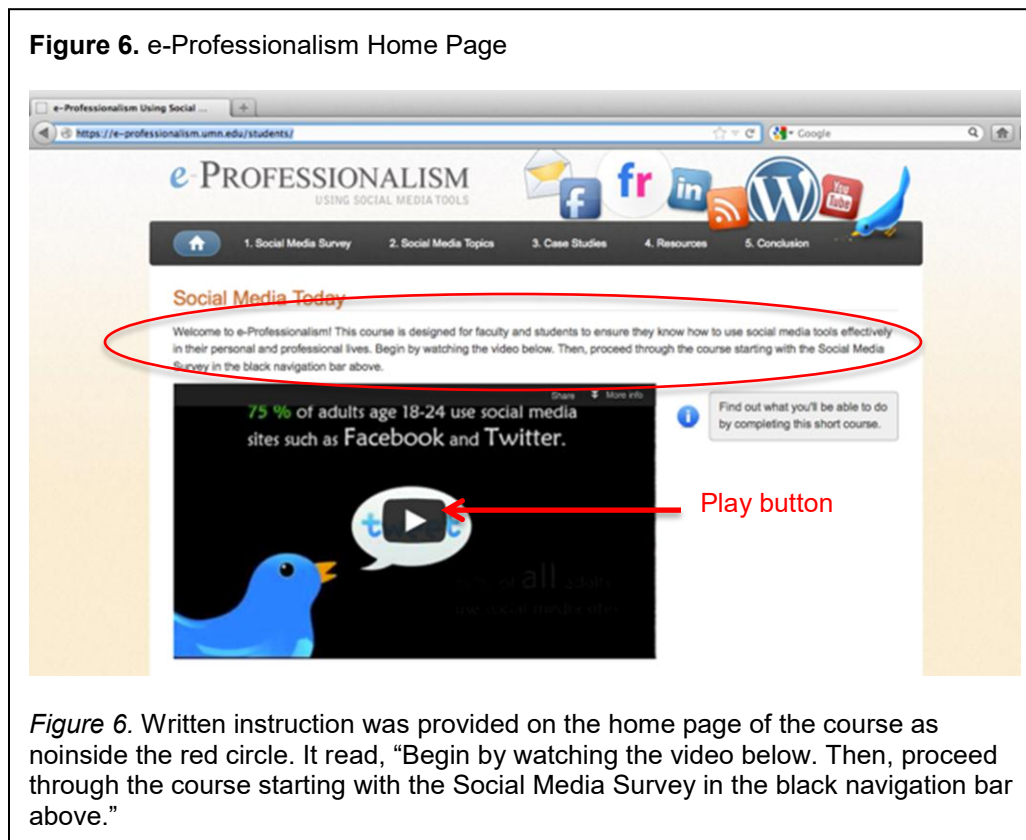 Figure 6. e-Professionalism Home Page
e-Professionalism Using Social ...
https://e-professionalism.umn.edu/students/
Google
e-PROFESSIONALISM
USING SOCIAL MEDIA TOOLS
f
fr
in
W
You
Tube
1. Social Media Survey 2. Social Media Topics 3. Case Studies 4. Resources 5. Conclusion
Social Media Today
Welcome to e-Professionalism! This course is designed for faculty and students to ensure they know how to use social media tools effectively
in their personal and professional lives. Begin by watching the video below. Then, proceed through the course starting with the Social Media
Survey in the black navigation bar above.
Share More info
75 % of adults age 18-24 use social media
sites such as Facebook and Twitter.
Find out what you'll be able to do
by completing this short course.
Play button
of all adults
use social media sites
Figure 6. Written instruction was provided on the home page of the course as
noinside the red circle. It read, “Begin by watching the video below. Then, proceed
through the course starting with the Social Media Survey in the black navigation bar
above.”